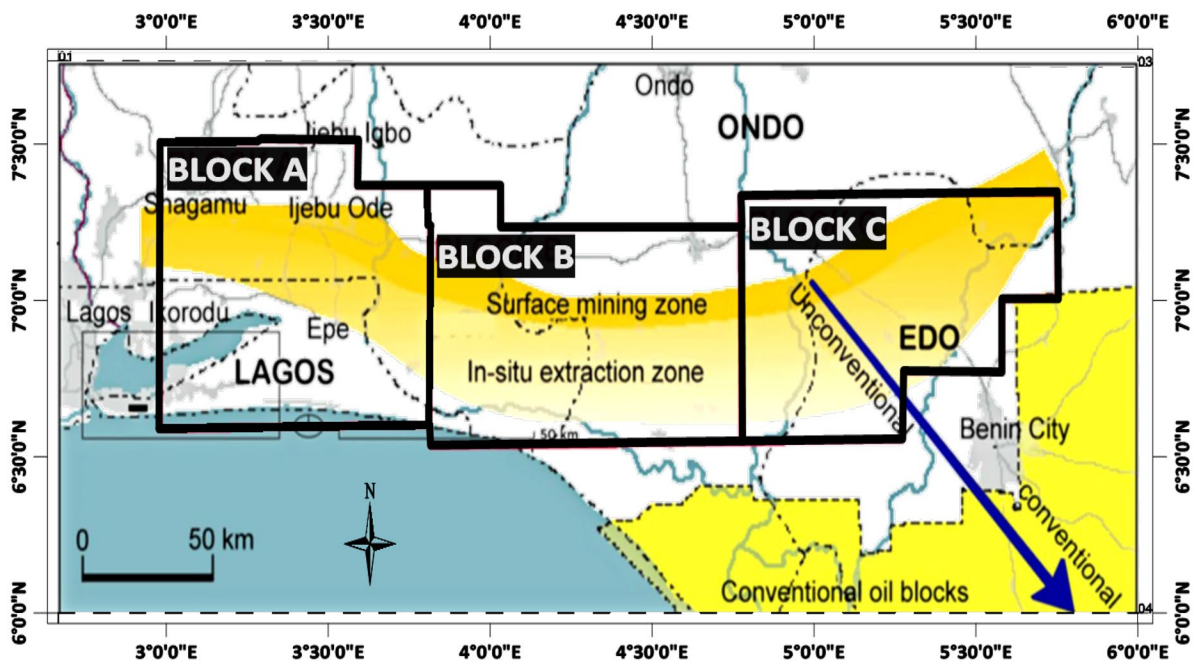 3°0'0"E 3°30'0"E 4°0'0"E 4°30'0"E 5°0'0"E 5°30'0"E 6°0'0"E
01
03
Ondo
ONDO
Ijebu Igbo
7°30'0"N
7°30'0"N
BLOCK A
Shagamu
Ijebu Ode
BLOCK B
BLOCK C
7°0'0"N
Surface mining zone
7°0'0"N
Lagos
Ikorodu
Epe
Unconventional
EDO
LAGOS
In-situ extraction zone
Benin City
50 km
6°30'0"N
6°30'0"N
N
conventional
0 50 km
Conventional oil blocks
6°0'0"N
04
6°0'0"N
3°0'0"E 3°30'0"E 4°0'0"E 4°30'0"E 5°0'0"E 5°30'0"E 6°0'0"E